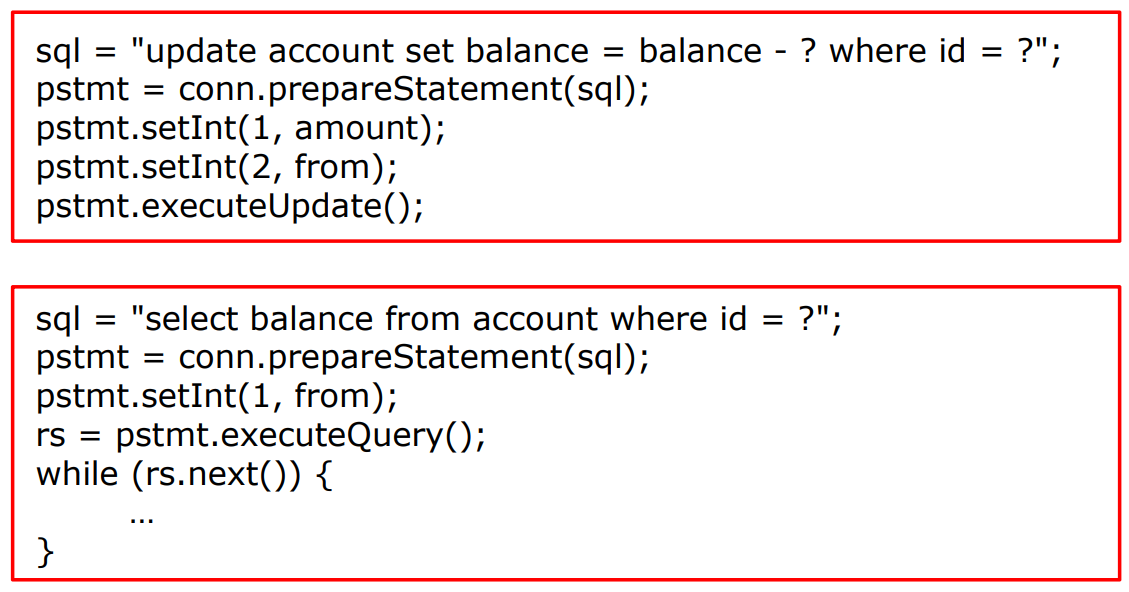 sql = "update account set balance = balance - ? where id = ?";
pstmt = conn.prepareStatement(sql);
pstmt.setInt(1, amount);
pstmt.setInt(2, from);
pstmt.executeUpdate();
sql = "select balance from account where id = ?";
pstmt = conn.prepareStatement(sql);
pstmt.setInt(1, from);
rs = pstmt.executeQuery();
while (rs.next()) {
…
}